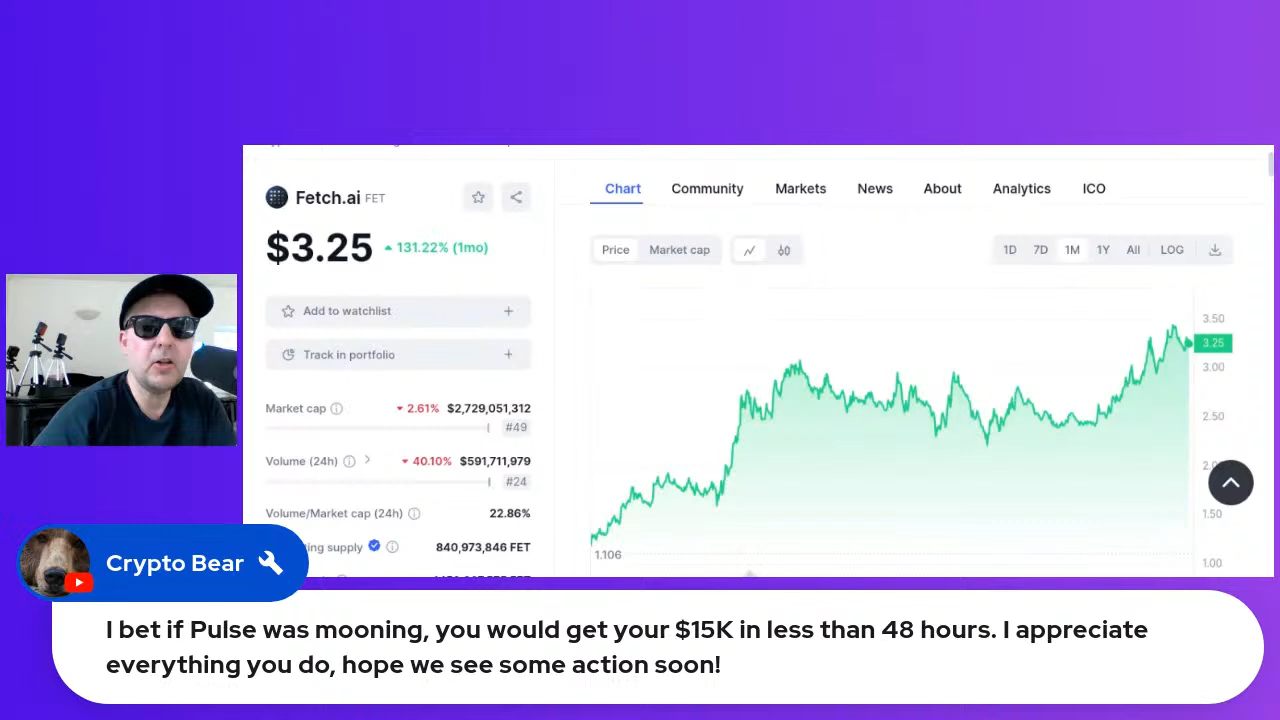 Fetch.ai FET
$3.25 131.22% (1mo)
Add to watchlist
Track in portfolio
Market cap 2.61% $2,729,051,312
#49
Volume (24h) 40.10% $591,711,979
#24
Volume/Market cap (24h) 22.86%
ing supply 840,973,846 FET
Chart Community Markets News About Analytics ICO
Price Market cap 1D 7D 1M 1Y All LOG
3.50
3.25
3.00
2.50
1.50
1.106
1.00
Crypto Bear
I bet if Pulse was mooning, you would get your $15K in less than 48 hours. I appreciate
everything you do, hope we see some action soon!